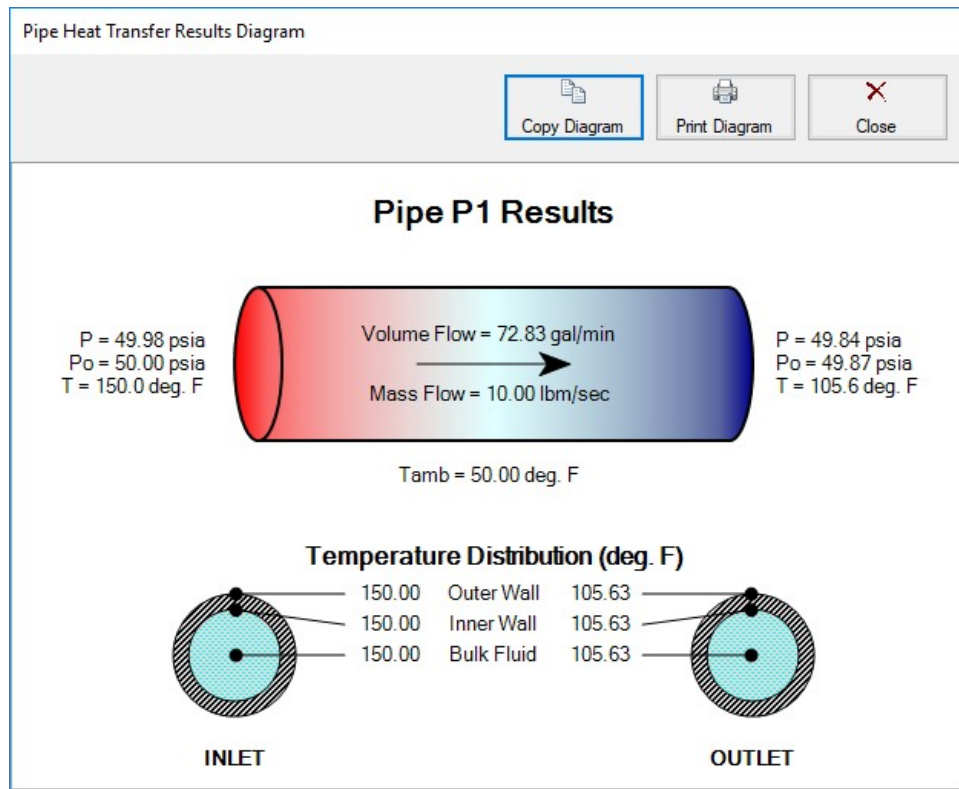 Pipe Heat Transfer Results Diagram
Copy Diagram
Print Diagram
Close
Pipe P1 Results
P = 49.98 psia
Po = 50.00 psia
T = 150.0 deg. F
Volume Flow = 72.83 gal/min
Mass Flow = 10.00 lbm/sec
P = 49.84 psia
Po = 49.87 psia
T = 105.6 deg. F
Tamb = 50.00 deg. F
Temperature Distribution (deg. F)
150.00 Outer Wall 105.63
150.00 Inner Wall 105.63
150.00 Bulk Fluid 105.63
INLET
OUTLET